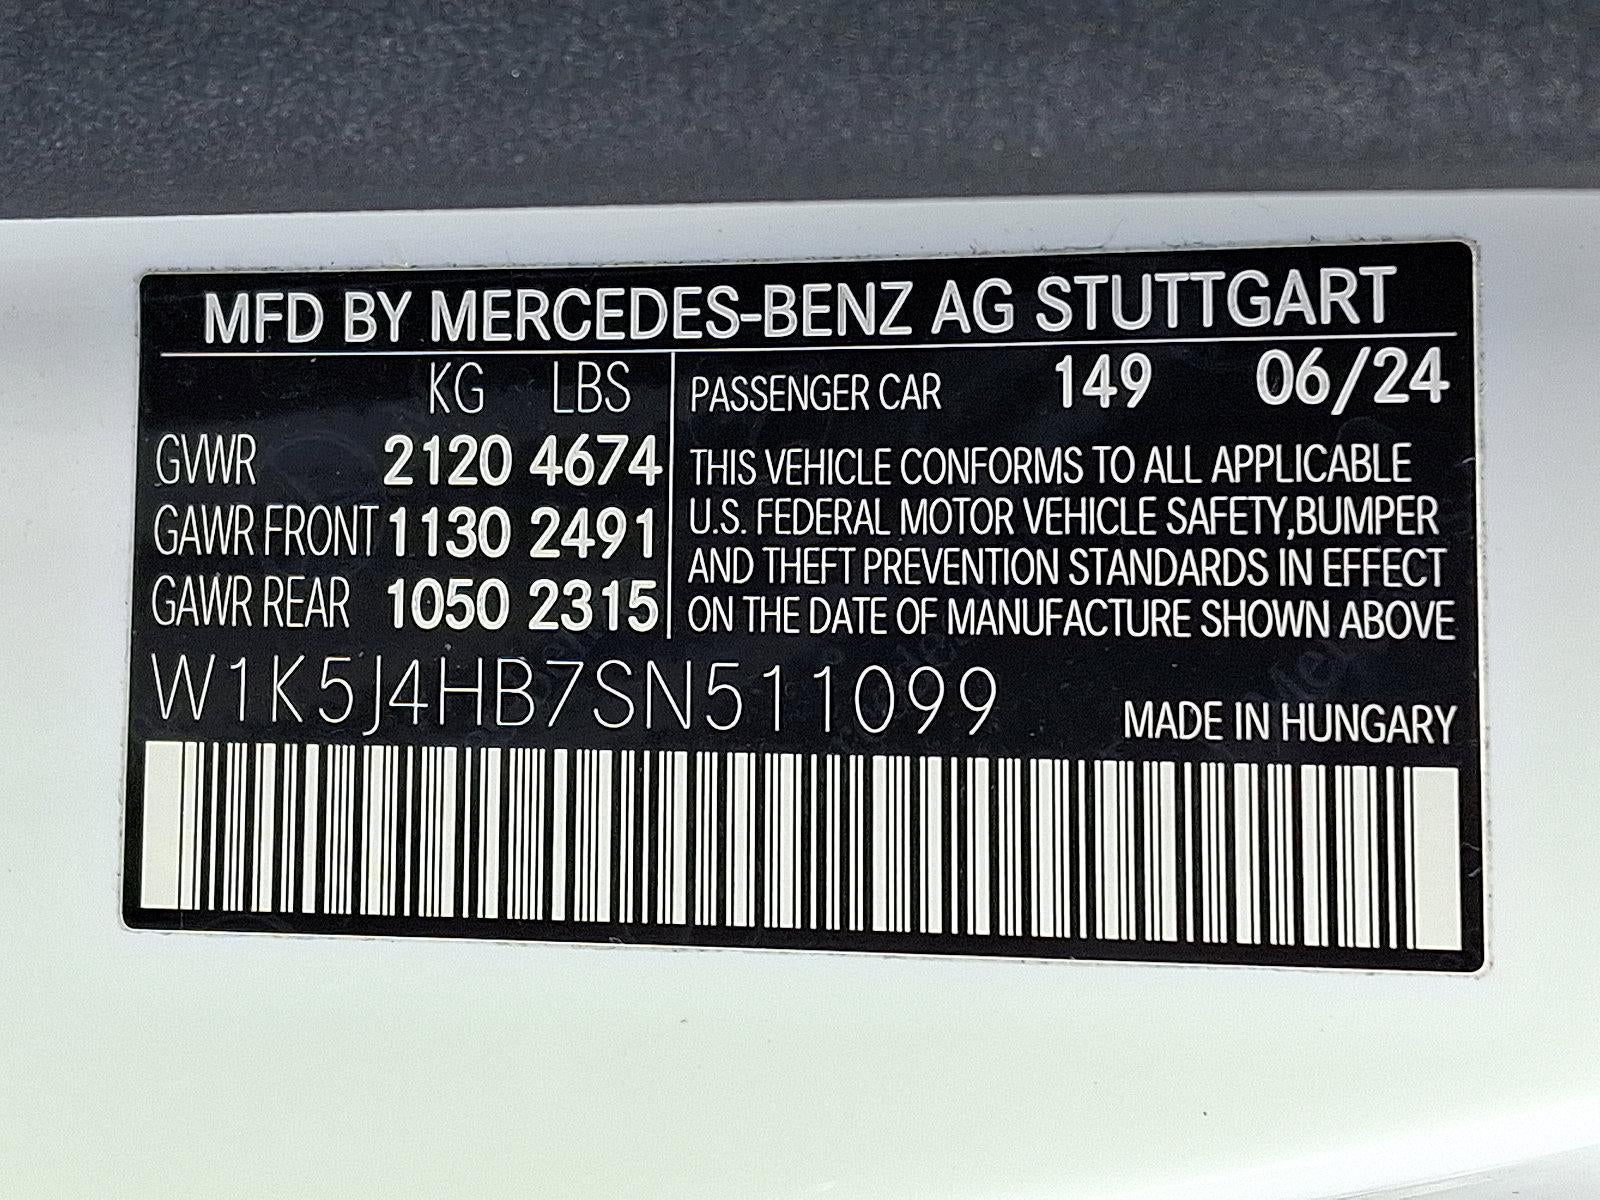 MFD BY MERCEDES-BENZ AG STUTTGART
KG LBS
GVWR 2120 4674
GAWR FRONT 1130 2491
GAWR REAR 1050 2315
PASSENGER CAR 149 06/24
THIS VEHICLE CONFORMS TO ALL APPLICABLE
U.S. FEDERAL MOTOR VEHICLE SAFETY,BUMPER
AND THEFT PREVENTION STANDARDS IN EFFECT
ON THE DATE OF MANUFACTURE SHOWN ABOVE
W1K5J4HB7SN511099
MADE IN HUNGARY